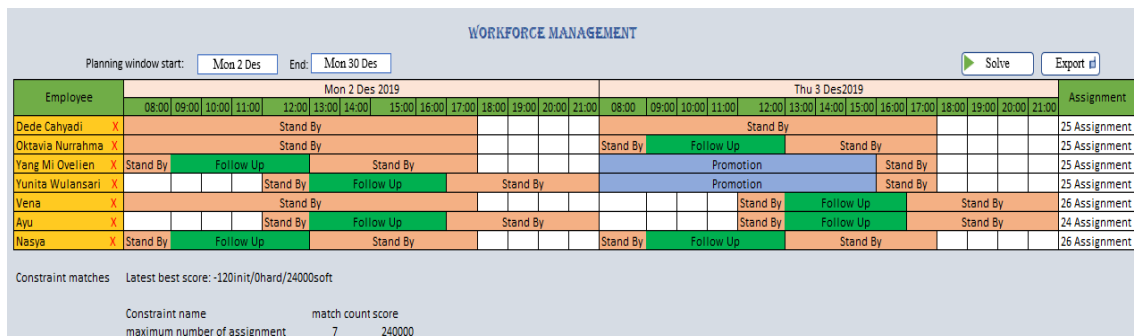 WORKFORCE MANAGEMENT
Planning window start: Mon 2 Des End: Mon 30 Des Solve Export
Employee Mon 2 Des 2019 Thu 3 Des2019 Assignment
08:00 09:00 10:00 11:00 12:00 13:00 14:00 15:00 16:00 17:00 18:00 19:00 20:00 21:00 08:00 09:00 10:00 11:00 12:00 13:00 14:00 15:00 16:00 17:00 18:00 19:00 20:00 21:00
Dede Cahyadi X Stand By Stand By 25 Assignment
Oktavia Nurrahma X Stand By Stand By Follow Up Stand By 25 Assignment
Yang Mi Ovelien X Stand By Follow Up Stand By Promotion Stand By 25 Assignment
Yunita Wulansari X Stand By Follow Up Stand By Promotion Stand By 25 Assignment
Vena X Stand By Stand By Follow Up Stand By 26 Assignment
Ayu X Stand By Follow Up Stand By Stand By Follow Up Stand By 24 Assignment
Nasya X Stand By Follow Up Stand By Stand By Follow Up Stand By 26 Assignment
Constraint matches Latest best score: -120init/0hard/24000soft
Constraint name match count score
maximum number of assignment 7 240000